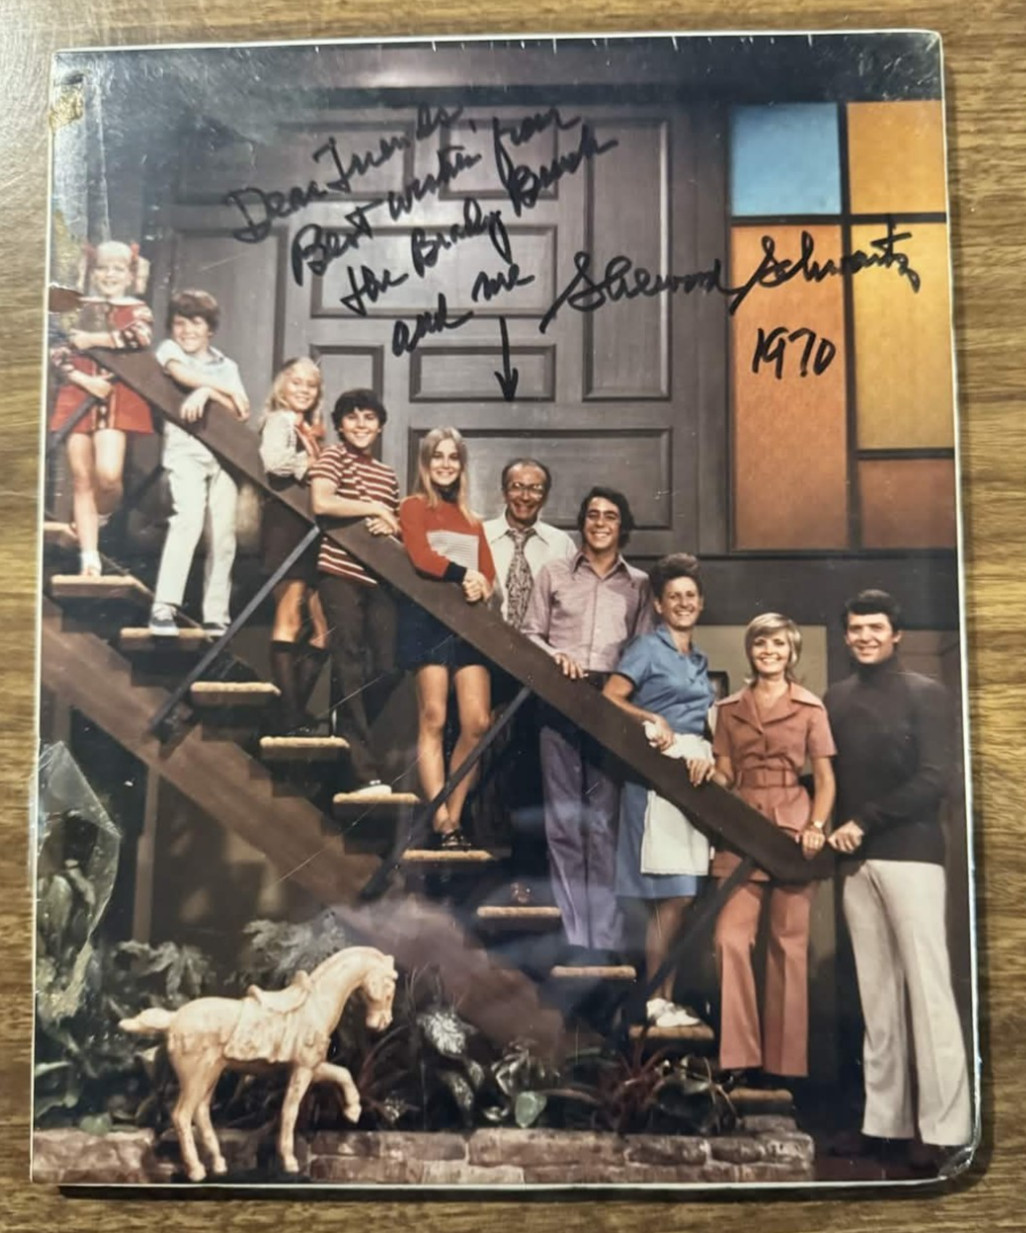 Dear Friends,
Best wishes, from
the Brady Bunch
and me Sherwood Schwartz
1970